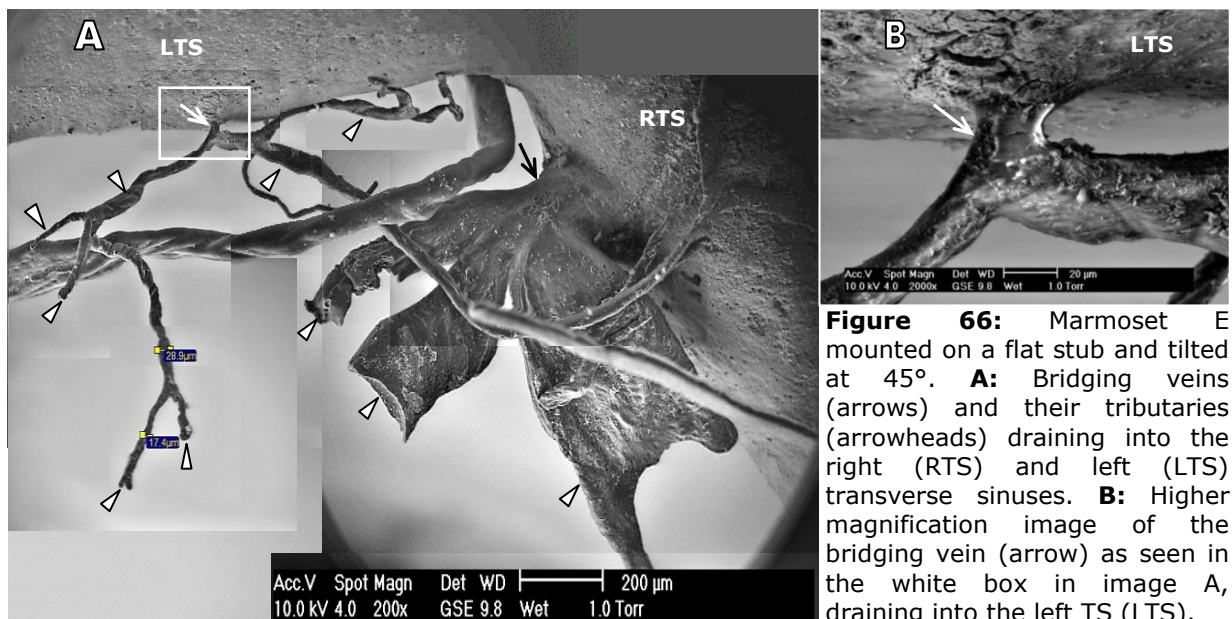 A
LTS
RTS
28.9µm
17.4µm
Acc.V Spot Magn Det WD 200 µm
10.0 kV 4.0 200x GSE 9.8 Wet 1.0 Torr
B
LTS
Acc.V Spot Magn Det WD 20 µm
10.0 kV 4.0 2000x GSE 9.8 Wet 1.0 Torr
Figure 66: Marmoset E
mounted on a flat stub and tilted
at 45°. A: Bridging veins
(arrows) and their tributaries
(arrowheads) draining into the
right (RTS) and left (LTS)
transverse sinuses. B: Higher
magnification image of the
bridging vein (arrow) as seen in
the white box in image A,
draining into the left TS (LTS).